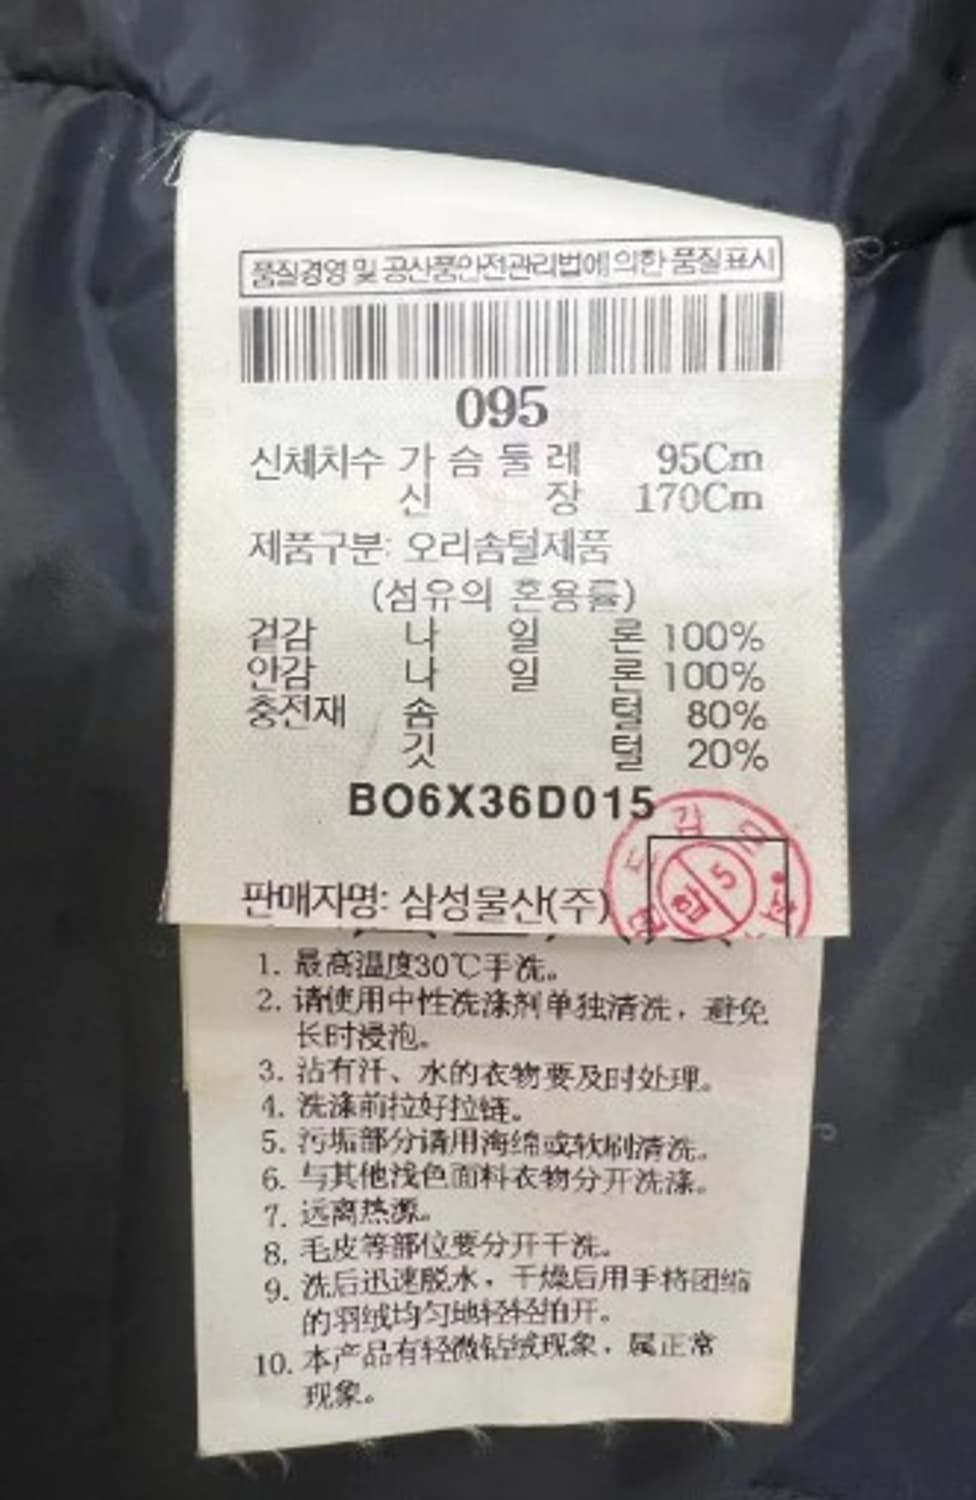 품질경영 및 공산품안전관리법에 의한 품질표시
095
신체치수 가 슴 둘 레 95Cm
신 장 170Cm
제품구분: 오리솜털제품
(섬유의 혼용률)
겉감 나 일 론 100%
안감 나 일 론 100%
충전재 솜 털 80%
깃 털 20%
BO6X36D015
판매자명: 삼성물산(주)
합 5
1. 最高温度30℃手洗。
2. 请使用中性洗涤剂单独清洗，避免
长时浸泡。
3. 沾有汗、水的衣物要及时处理。
4. 洗涤前拉好拉链。
5. 污垢部分请用海绵或软刷清洗。
6. 与其他浅色面料衣物分开洗涤。
7. 远离热源。
8. 毛皮等部位要分开干洗。
9. 洗后迅速脱水，干燥后用手将团缩
的羽绒均匀地轻轻拍开。
10. 本产品有轻微钻绒现象，属正常
现象。